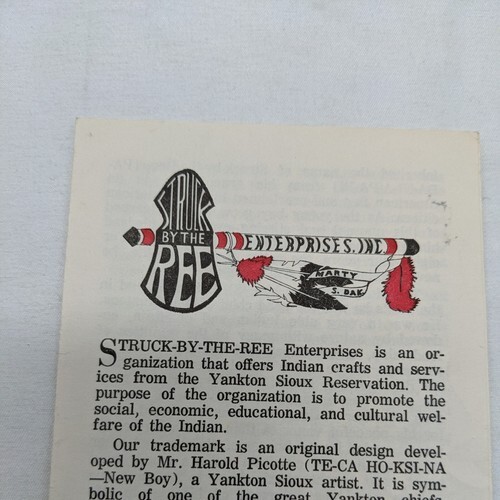 STRUCK
BY THE
REE
ENTERPRISES, INC.
MARTY
S. DAK.
STRUCK-BY-THE-REE Enterprises is an or-
ganization that offers Indian crafts and serv-
ices from the Yankton Sioux Reservation. The
purpose of the organization is to promote the
social, economic, educational, and cultural wel-
fare of the Indian.
Our trademark is an original design devel-
oped by Mr. Harold Picotte (TE-CA HO-KSI-NA
—New Boy), a Yankton Sioux artist. It is sym-
bolic of one of the great Yankton chiefs,